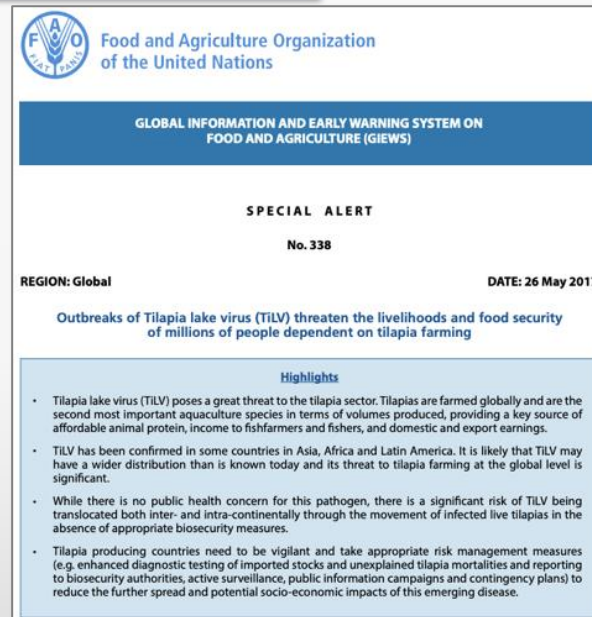 FAO
FIAT PANIS
Food and Agriculture Organization
of the United Nations
GLOBAL INFORMATION AND EARLY WARNING SYSTEM ON
FOOD AND AGRICULTURE (GIEWS)
SPECIAL ALERT
No. 338
REGION: Global DATE: 26 May 2017
Outbreaks of Tilapia lake virus (TiLV) threaten the livelihoods and food security
of millions of people dependent on tilapia farming
Highlights
• Tilapia lake virus (TiLV) poses a great threat to the tilapia sector. Tilapias are farmed globally and are the
second most important aquaculture species in terms of volumes produced, providing a key source of
affordable animal protein, income to fishfarmers and fishers, and domestic and export earnings.
• TiLV has been confirmed in some countries in Asia, Africa and Latin America. It is likely that TiLV may
have a wider distribution than is known today and its threat to tilapia farming at the global level is
significant.
• While there is no public health concern for this pathogen, there is a significant risk of TiLV being
translocated both inter- and intra-continentally through the movement of infected live tilapias in the
absence of appropriate biosecurity measures.
• Tilapia producing countries need to be vigilant and take appropriate risk management measures
(e.g. enhanced diagnostic testing of imported stocks and unexplained tilapia mortalities and reporting
to biosecurity authorities, active surveillance, public information campaigns and contingency plans) to
reduce the further spread and potential socio-economic impacts of this emerging disease.